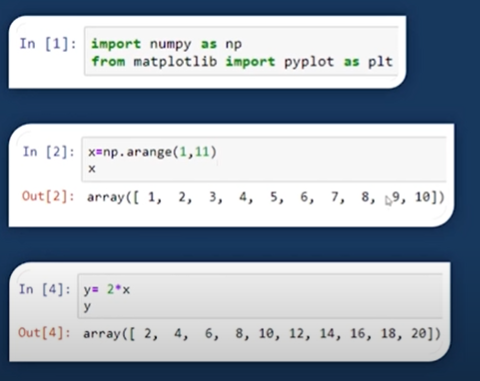 In [1]: import numpy as np
from matplotlib import pyplot as plt
In [2]: x=np.arange(1,11)
x
Out[2]: array([ 1, 2, 3, 4, 5, 6, 7, 8, 9, 10])
In [4]: y= 2*x
y
Out[4]: array([ 2, 4, 6, 8, 10, 12, 14, 16, 18, 20])